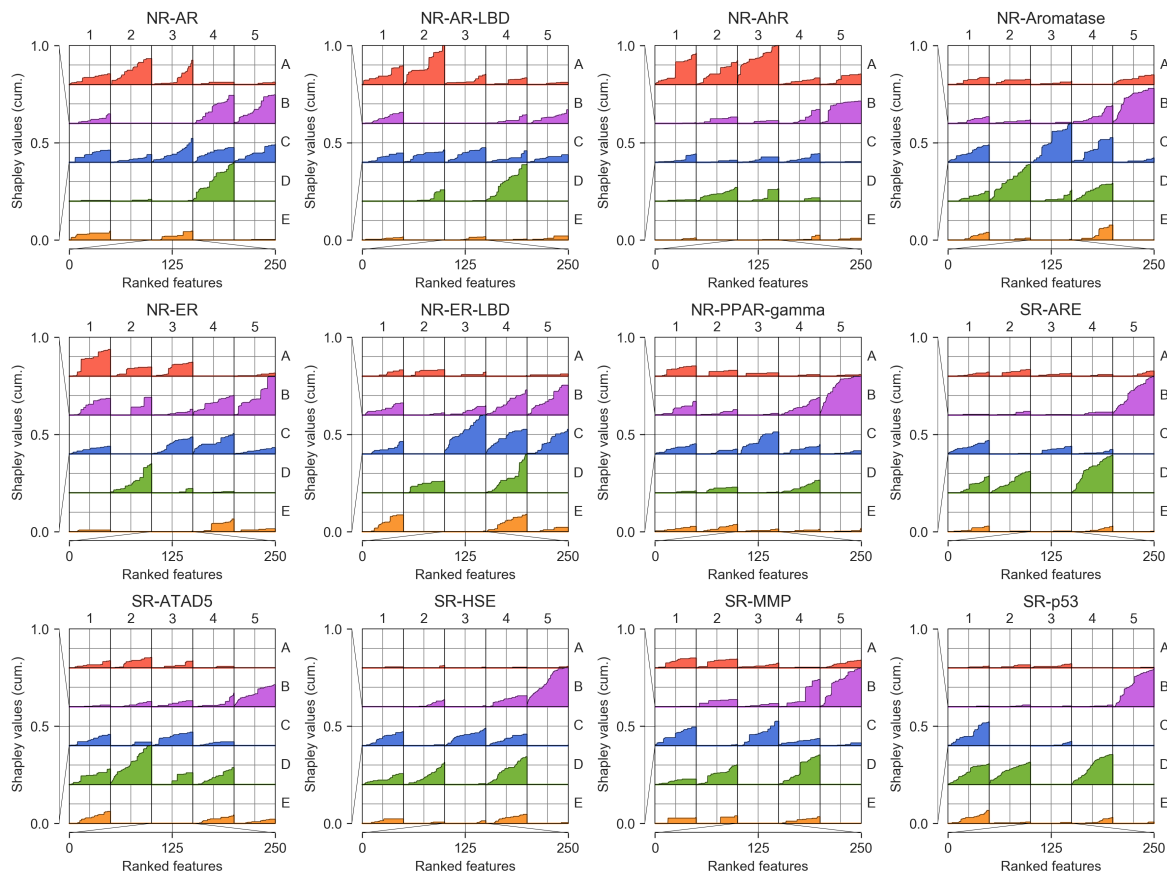 NR-AR
NR-AR-LBD
NR-AhR
NR-Aromatase
1 2 3 4 5
1 2 3 4 5
1 2 3 4 5
1 2 3 4 5
Shapley values (cum.)
1.0
0.5
0.0
A
B
C
D
E
Shapley values (cum.)
1.0
0.5
0.0
A
B
C
D
E
Shapley values (cum.)
1.0
0.5
0.0
A
B
C
D
E
Shapley values (cum.)
1.0
0.5
0.0
A
B
C
D
E
0 125 250
0 125 250
0 125 250
0 125 250
Ranked features
Ranked features
Ranked features
Ranked features
NR-ER
NR-ER-LBD
NR-PPAR-gamma
SR-ARE
1 2 3 4 5
1 2 3 4 5
1 2 3 4 5
1 2 3 4 5
Shapley values (cum.)
1.0
0.5
0.0
A
B
C
D
E
Shapley values (cum.)
1.0
0.5
0.0
A
B
C
D
E
Shapley values (cum.)
1.0
0.5
0.0
A
B
C
D
E
Shapley values (cum.)
1.0
0.5
0.0
A
B
C
D
E
0 125 250
0 125 250
0 125 250
0 125 250
Ranked features
Ranked features
Ranked features
Ranked features
SR-ATAD5
SR-HSE
SR-MMP
SR-p53
1 2 3 4 5
1 2 3 4 5
1 2 3 4 5
1 2 3 4 5
Shapley values (cum.)
1.0
0.5
0.0
A
B
C
D
E
Shapley values (cum.)
1.0
0.5
0.0
A
B
C
D
E
Shapley values (cum.)
1.0
0.5
0.0
A
B
C
D
E
Shapley values (cum.)
1.0
0.5
0.0
A
B
C
D
E
0 125 250
0 125 250
0 125 250
0 125 250
Ranked features
Ranked features
Ranked features
Ranked features